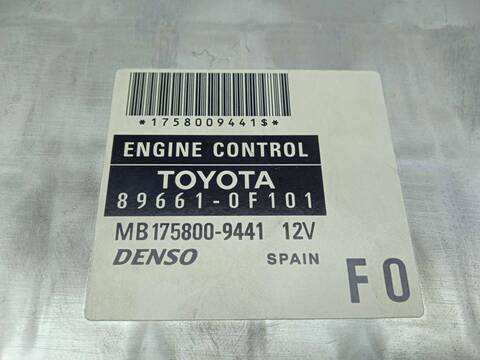 *1758009441$*
ENGINE CONTROL
TOYOTA
89661-0F101
MB175800-9441 12V
DENSO SPAIN
F0